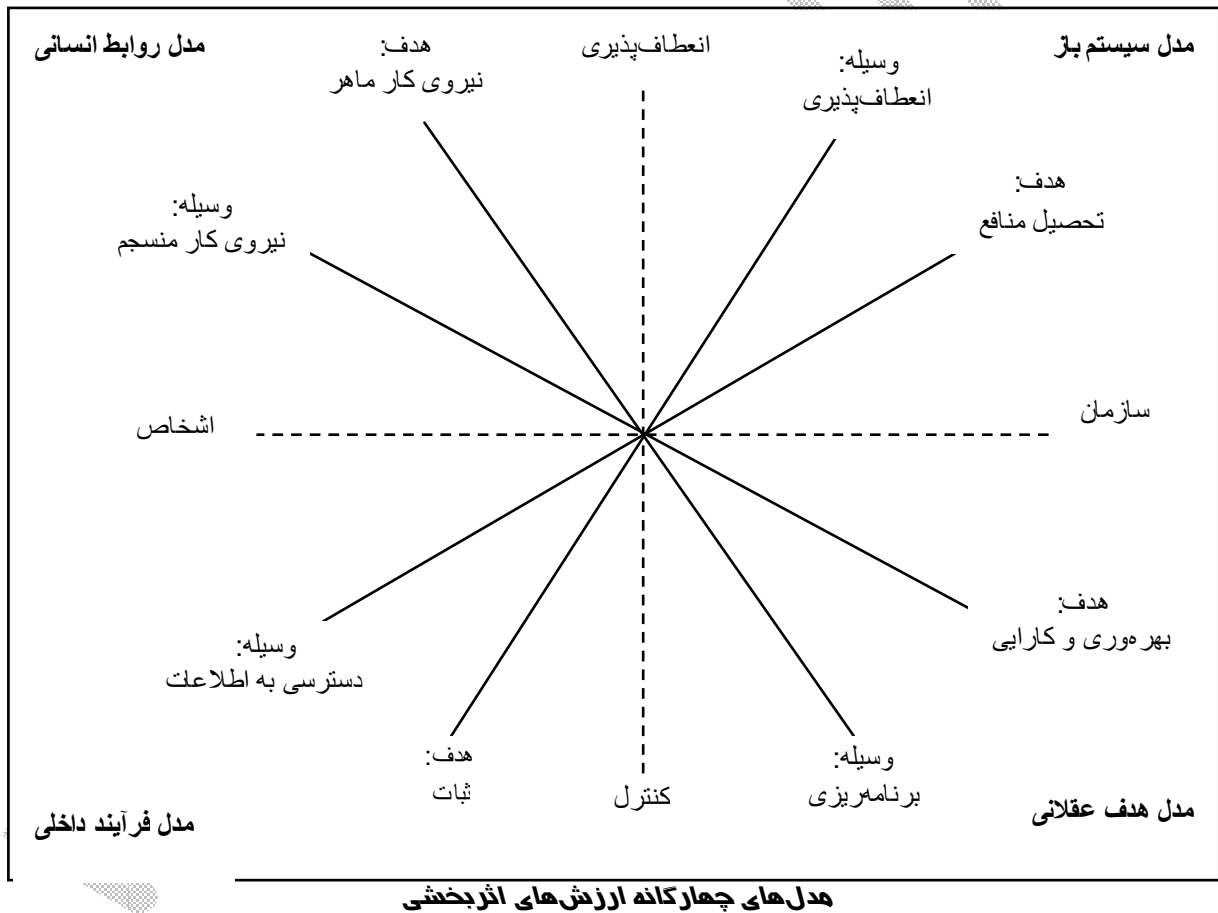 مدل سیستم باز
وسیله:
انعطاف‌پذیری
انعطاف‌پذیری
هدف:
نیروی کار ماهر
مدل روابط انسانی
هدف:
تحصیل منافع
وسیله:
نیروی کار منسجم
سازمان
اشخاص
هدف:
بهره‌وری و کارایی
وسیله:
دسترسی به اطلاعات
وسیله:
برنامه‌ریزی
کنترل
هدف:
ثبات
مدل هدف عقلانی
مدل فرآیند داخلی
مدل‌های چهارگانه ارزش‌های اثربخشی